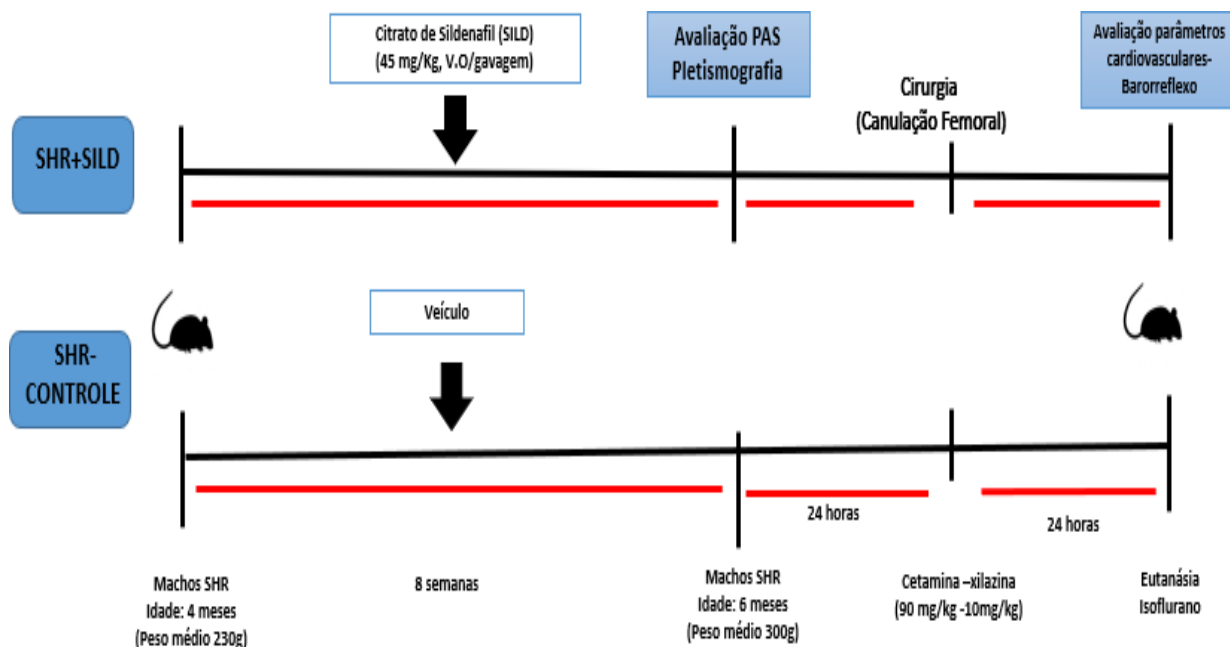 Citrato de Sildenafil (SILD)
(45 mg/Kg, V.O/gavagem)
Avaliação PAS
Pletismografia
Avaliação parâmetros
cardiovasculares-
Barorreflexo
Cirurgia
(Canulação Femoral)
SHR+SILD
Veículo
SHR-
CONTROLE
24 horas
24 horas
Machos SHR
Idade: 4 meses
(Peso médio 230g)
8 semanas
Machos SHR
Idade: 6 meses
(Peso médio 300g)
Cetamina –xilazina
(90 mg/kg -10mg/kg)
Eutanásia
Isoflurano